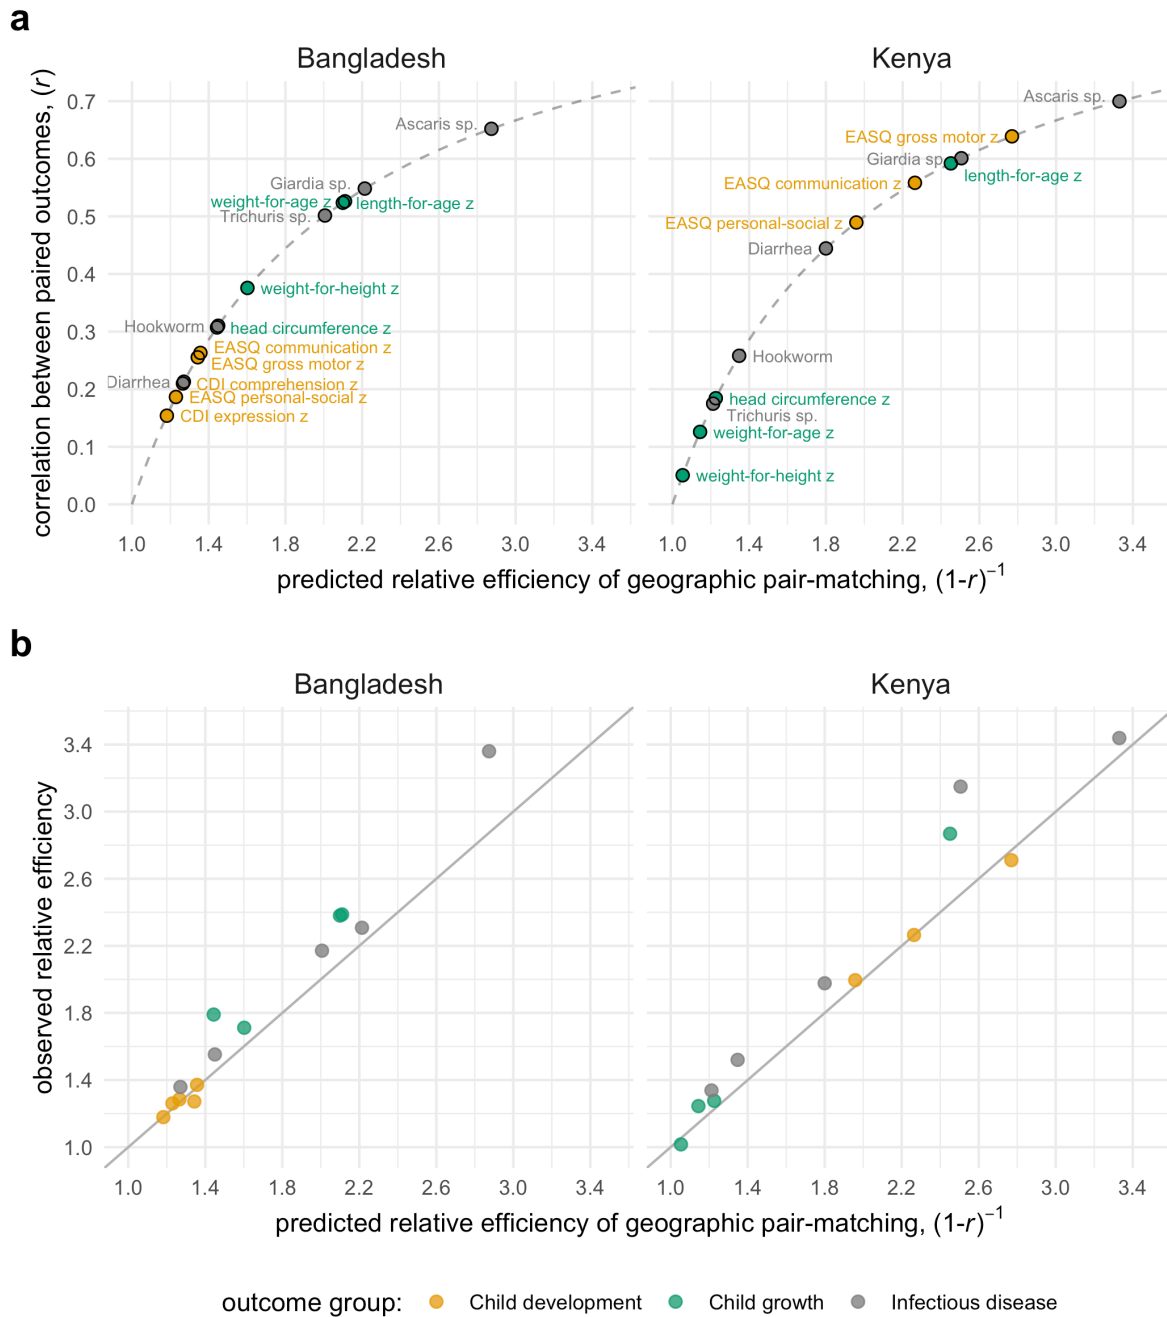 a
Bangladesh
Kenya
correlation between paired outcomes, (r)
0.7
0.6
0.5
0.4
0.3
0.2
0.1
0.0
Ascaris sp.
Giardia sp.
weight-for-age z
length-for-age z
Trichuris sp.
weight-for-height z
Hookworm
head circumference z
EASQ communication z
EASQ gross motor z
Diarrhea
CDI comprehension z
EASQ personal-social z
CDI expression z
Ascaris sp.
EASQ gross motor z
Giardia sp.
length-for-age z
EASQ communication z
EASQ personal-social z
Diarrhea
Hookworm
head circumference z
Trichuris sp.
weight-for-age z
weight-for-height z
1.0 1.4 1.8 2.2 2.6 3.0 3.4
1.0 1.4 1.8 2.2 2.6 3.0 3.4
predicted relative efficiency of geographic pair-matching, (1-r)⁻¹
b
Bangladesh
Kenya
observed relative efficiency
3.4
3.0
2.6
2.2
1.8
1.4
1.0
1.0 1.4 1.8 2.2 2.6 3.0 3.4
1.0 1.4 1.8 2.2 2.6 3.0 3.4
predicted relative efficiency of geographic pair-matching, (1-r)⁻¹
outcome group: Child development Child growth Infectious disease